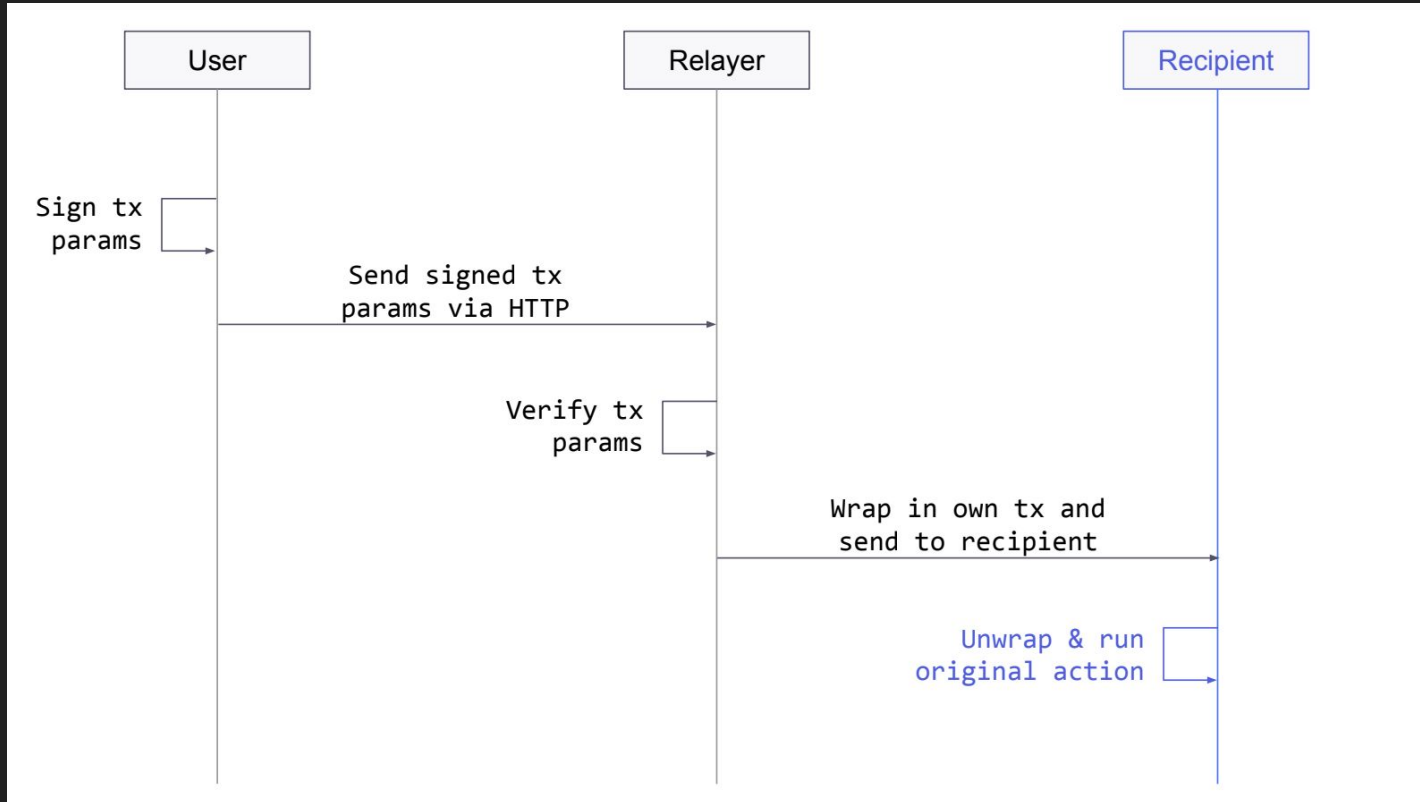 User
Relayer
Recipient
Sign tx
params
Send signed tx
params via HTTP
Verify tx
params
Wrap in own tx and
send to recipient
Unwrap & run
original action